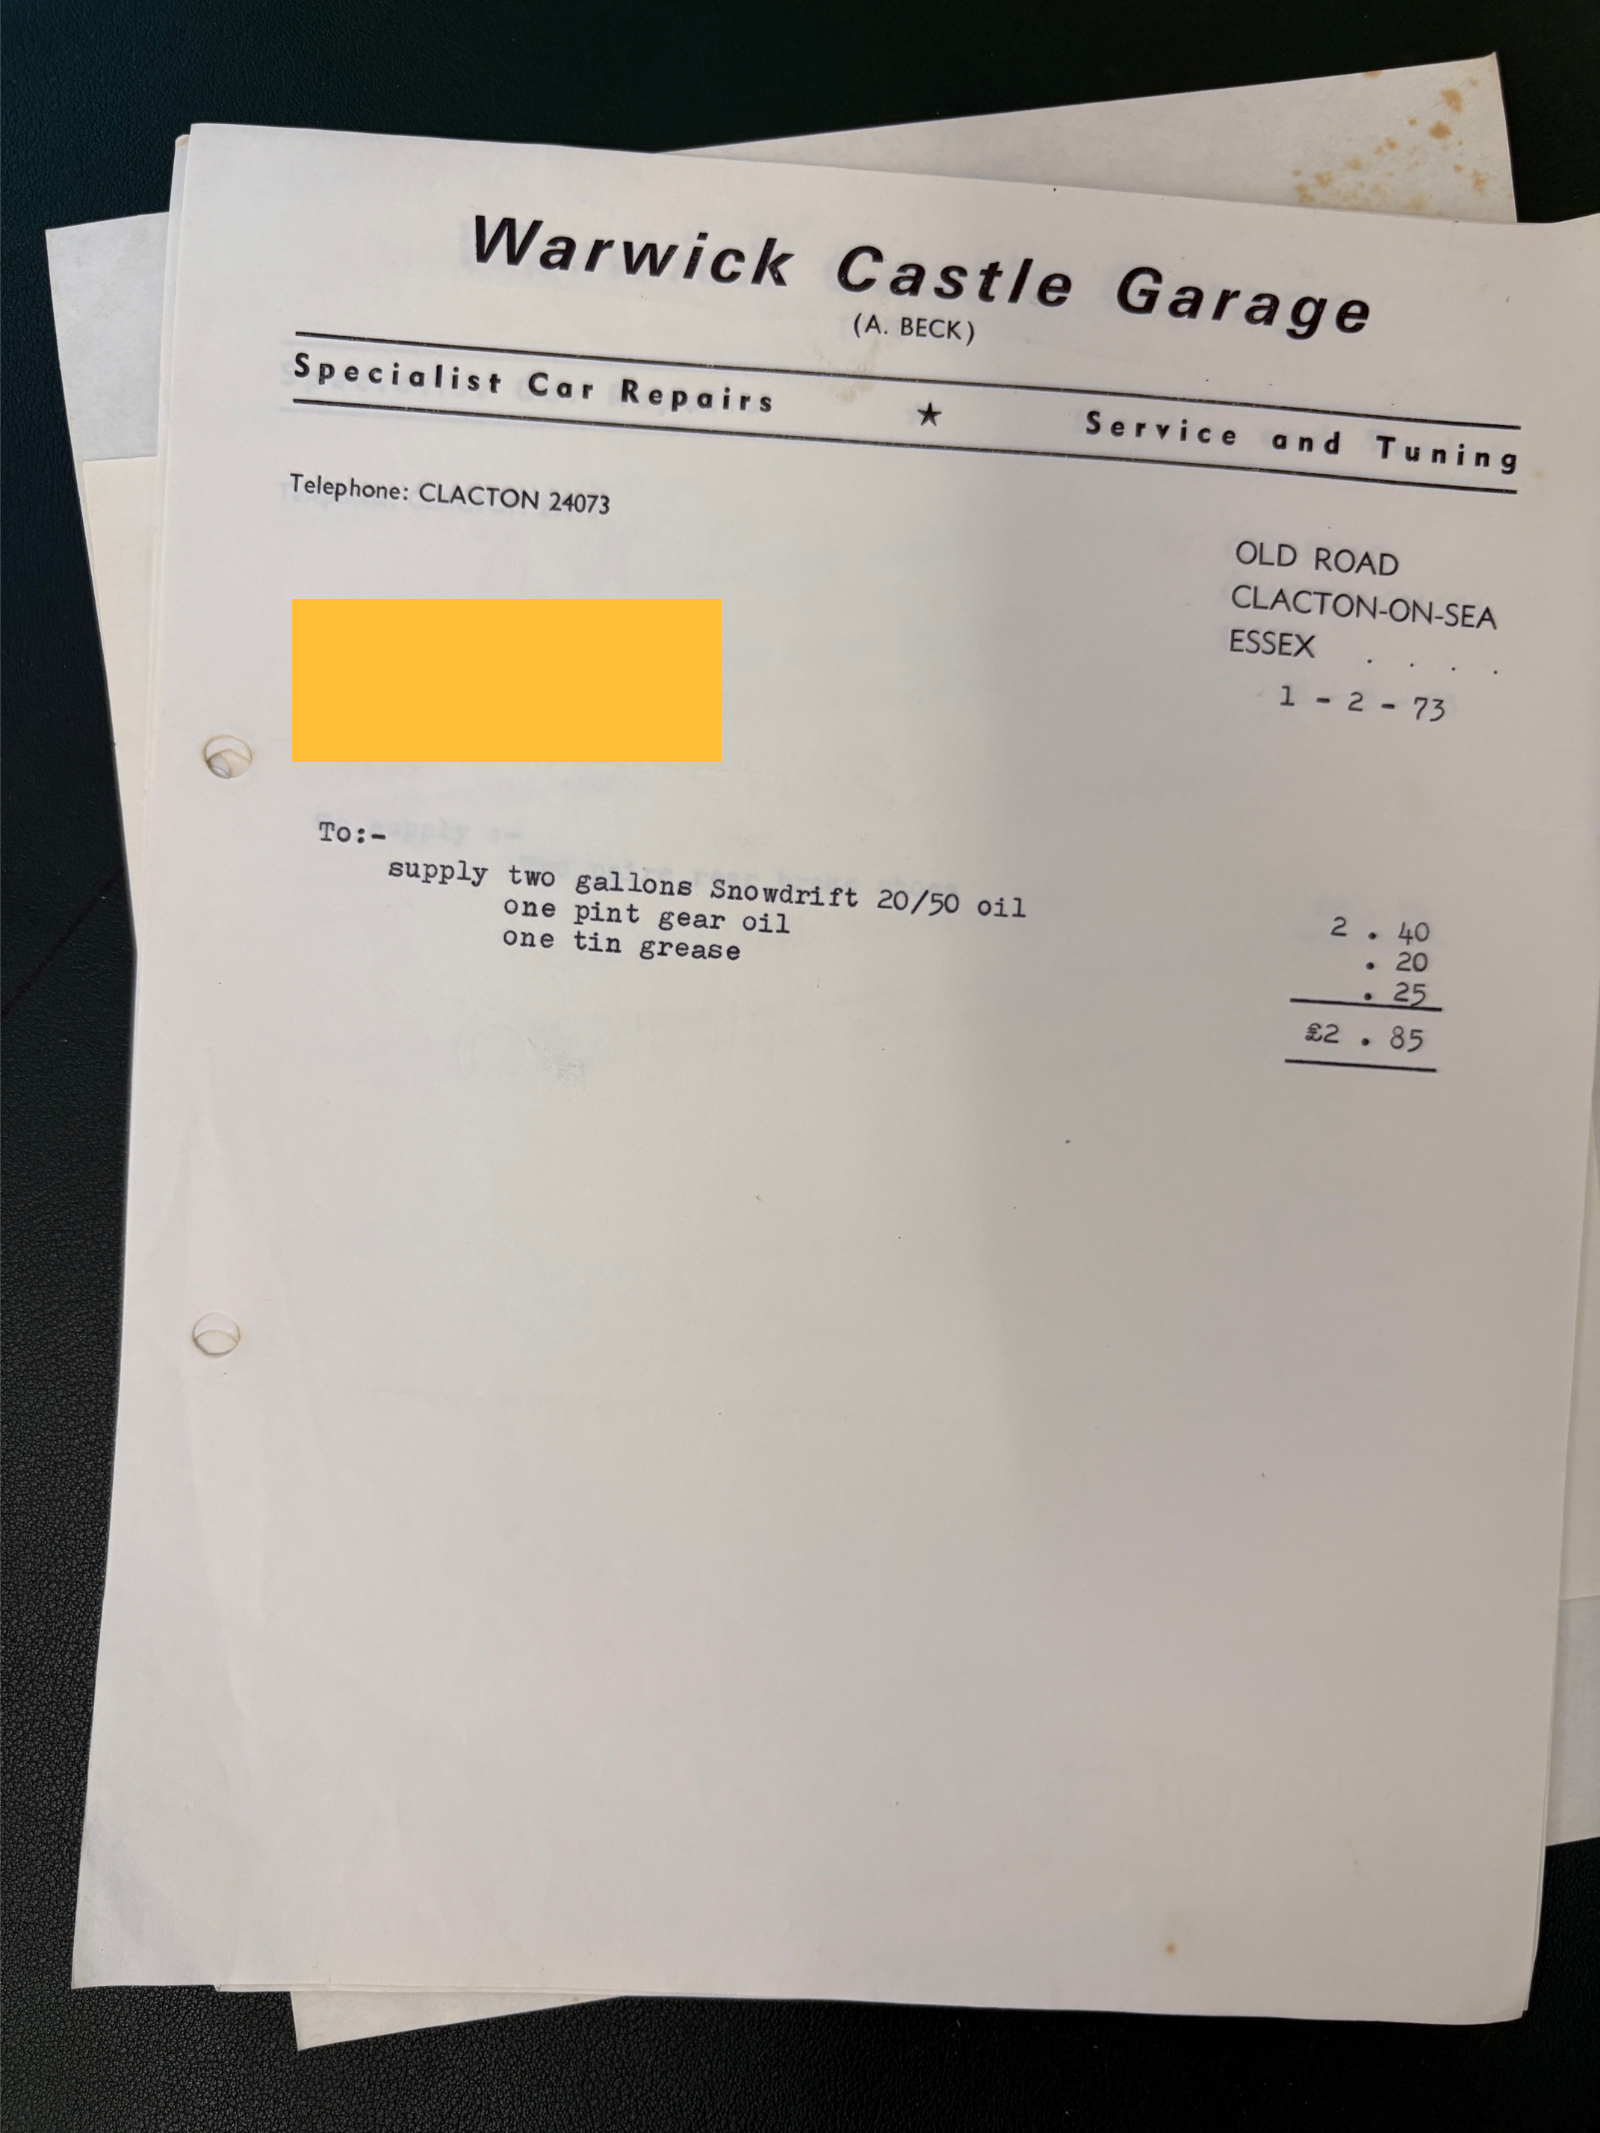 Warwick Castle Garage
(A. BECK)
Specialist Car Repairs ★ Service and Tuning
Telephone: CLACTON 24073
OLD ROAD
CLACTON-ON-SEA
ESSEX . . . .
1 - 2 - 73
To:-
supply two gallons Snowdrift 20/50 oil 2 . 40
one pint gear oil . 20
one tin grease . 25
£2 . 85